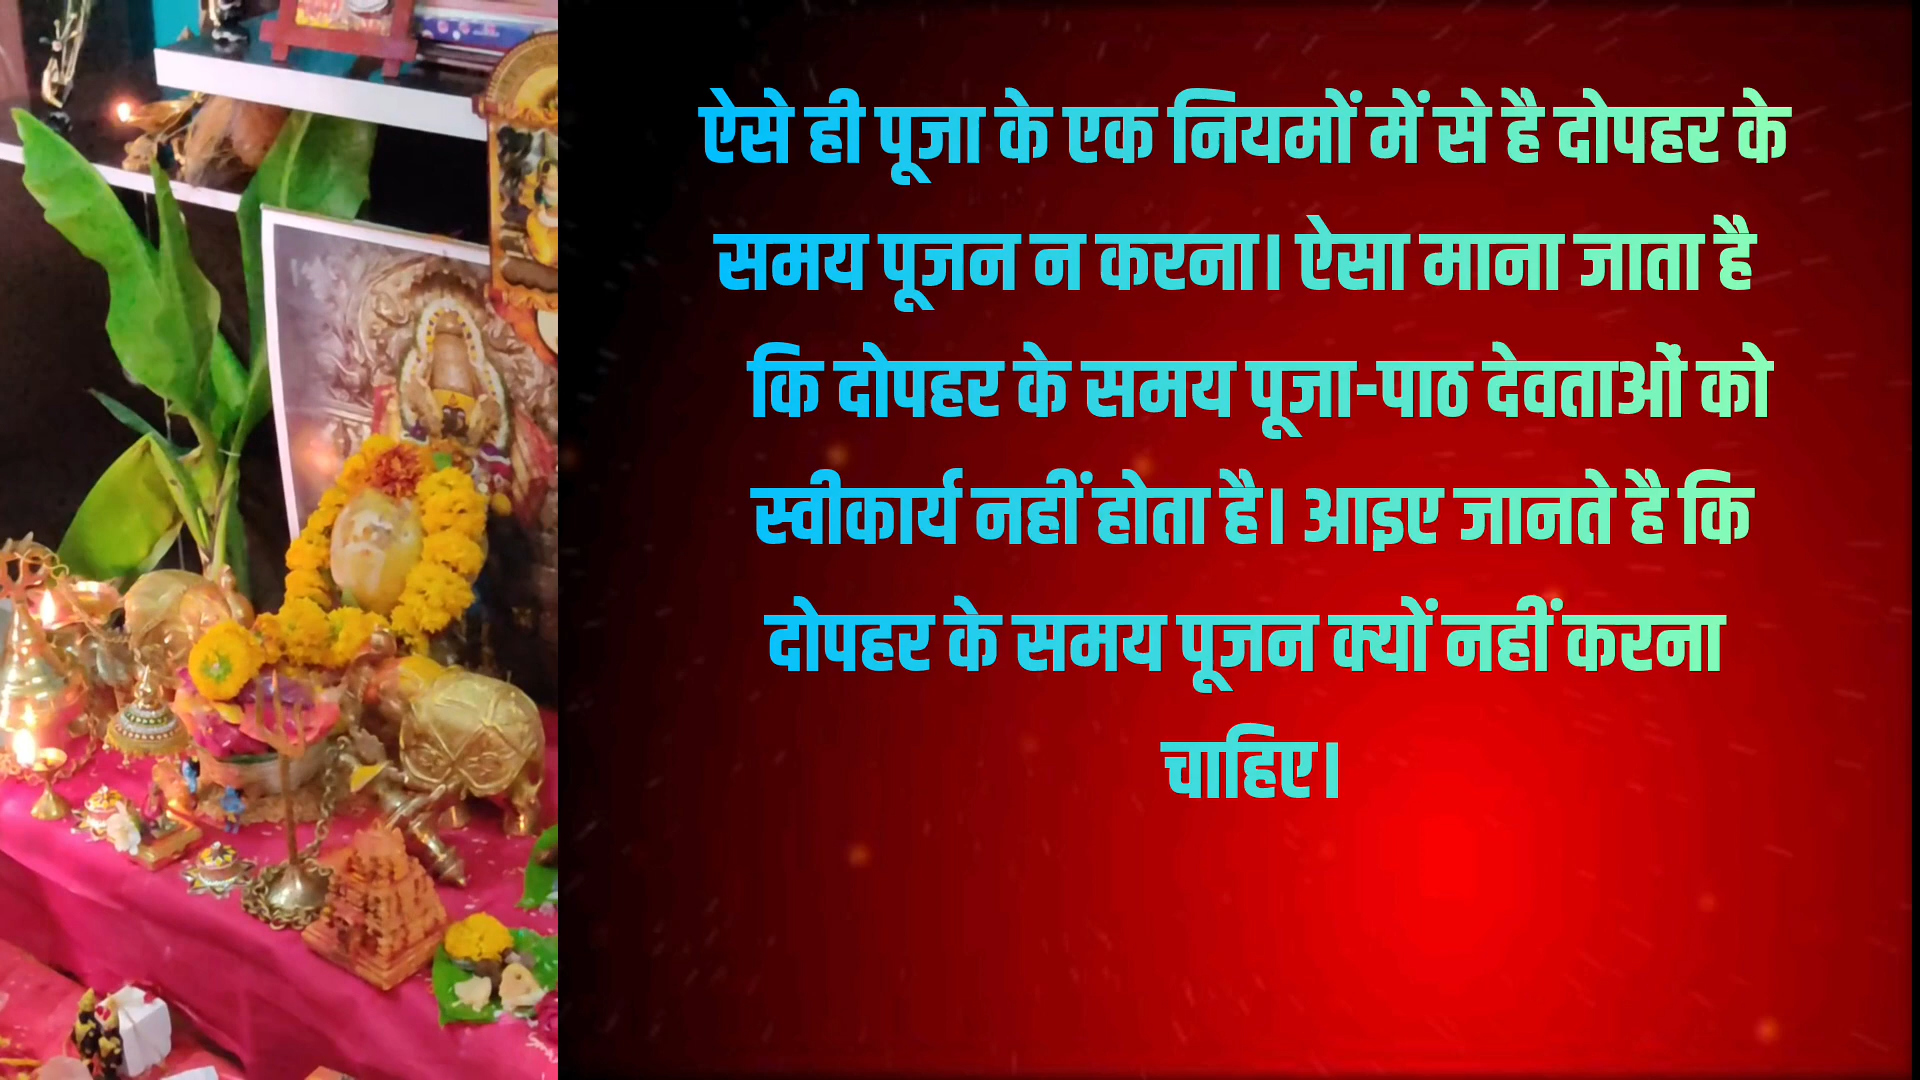 ऐसे ही पूजा के एक नियमों में से है दोपहर के
समय पूजन न करना। ऐसा माना जाता है
कि दोपहर के समय पूजा-पाठ देवताओं को
स्वीकार्य नहीं होता है। आइए जानते है कि
दोपहर के समय पूजन क्यों नहीं करना
चाहिए।